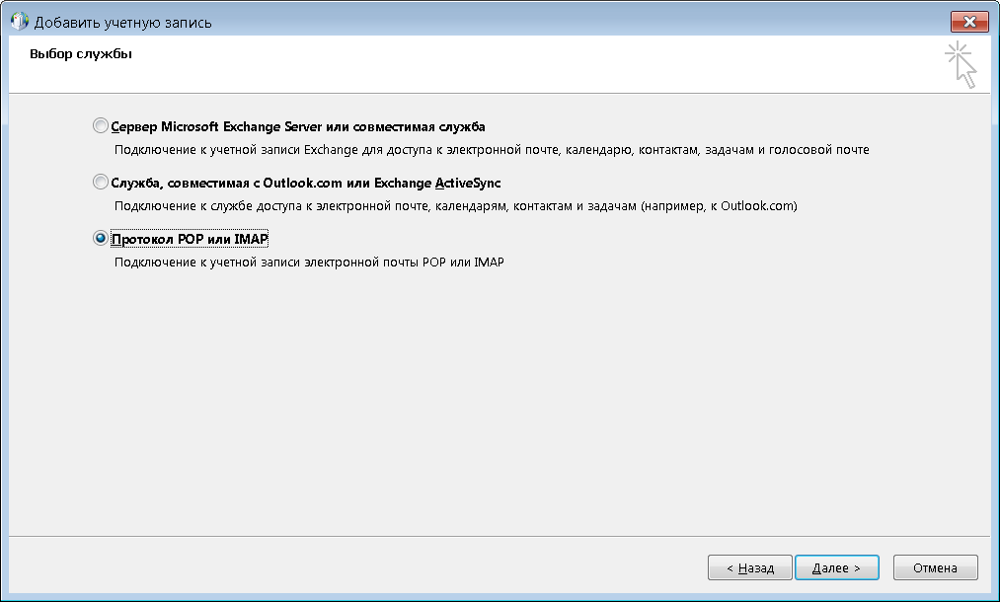 Добавить учетную запись
Выбор службы
Сервер Microsoft Exchange Server или совместимая служба
Подключение к учетной записи Exchange для доступа к электронной почте, календарю, контактам, задачам и голосовой почте
Служба, совместимая с Outlook.com или Exchange ActiveSync
Подключение к службе доступа к электронной почте, календарям, контактам и задачам (например, к Outlook.com)
Протокол POP или IMAP
Подключение к учетной записи электронной почты POP или IMAP
< Назад Далее > Отмена